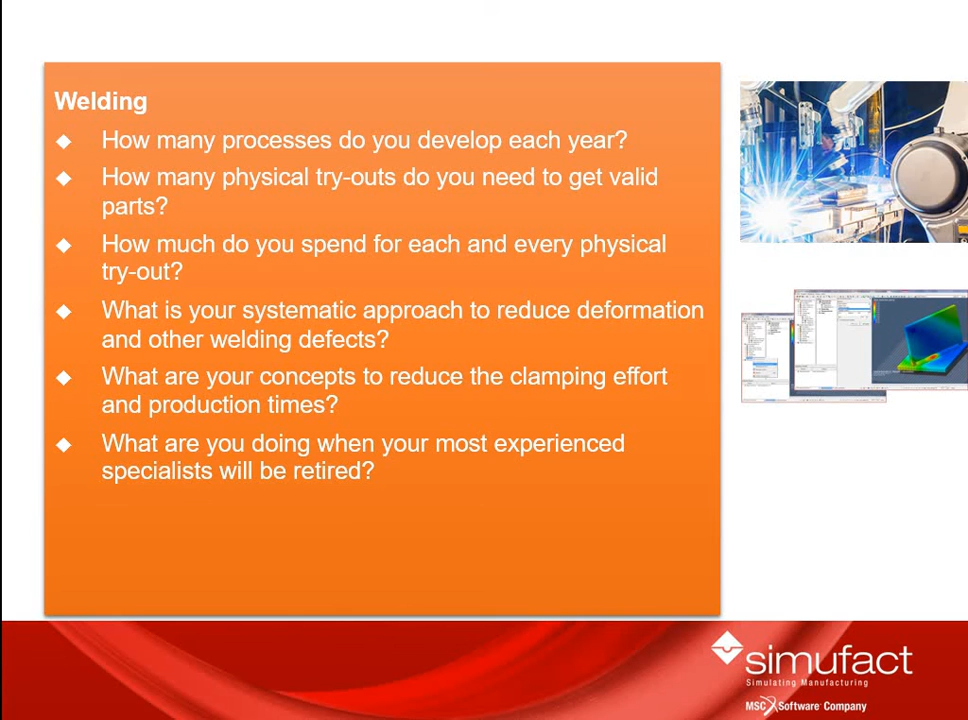 Welding
How many processes do you develop each year?
How many physical try-outs do you need to get valid
parts?
How much do you spend for each and every physical
try-out?
What is your systematic approach to reduce deformation
and other welding defects?
What are your concepts to reduce the clamping effort
and production times?
What are you doing when your most experienced
specialists will be retired?
simufact
Simulating Manufacturing
MSC Software Company